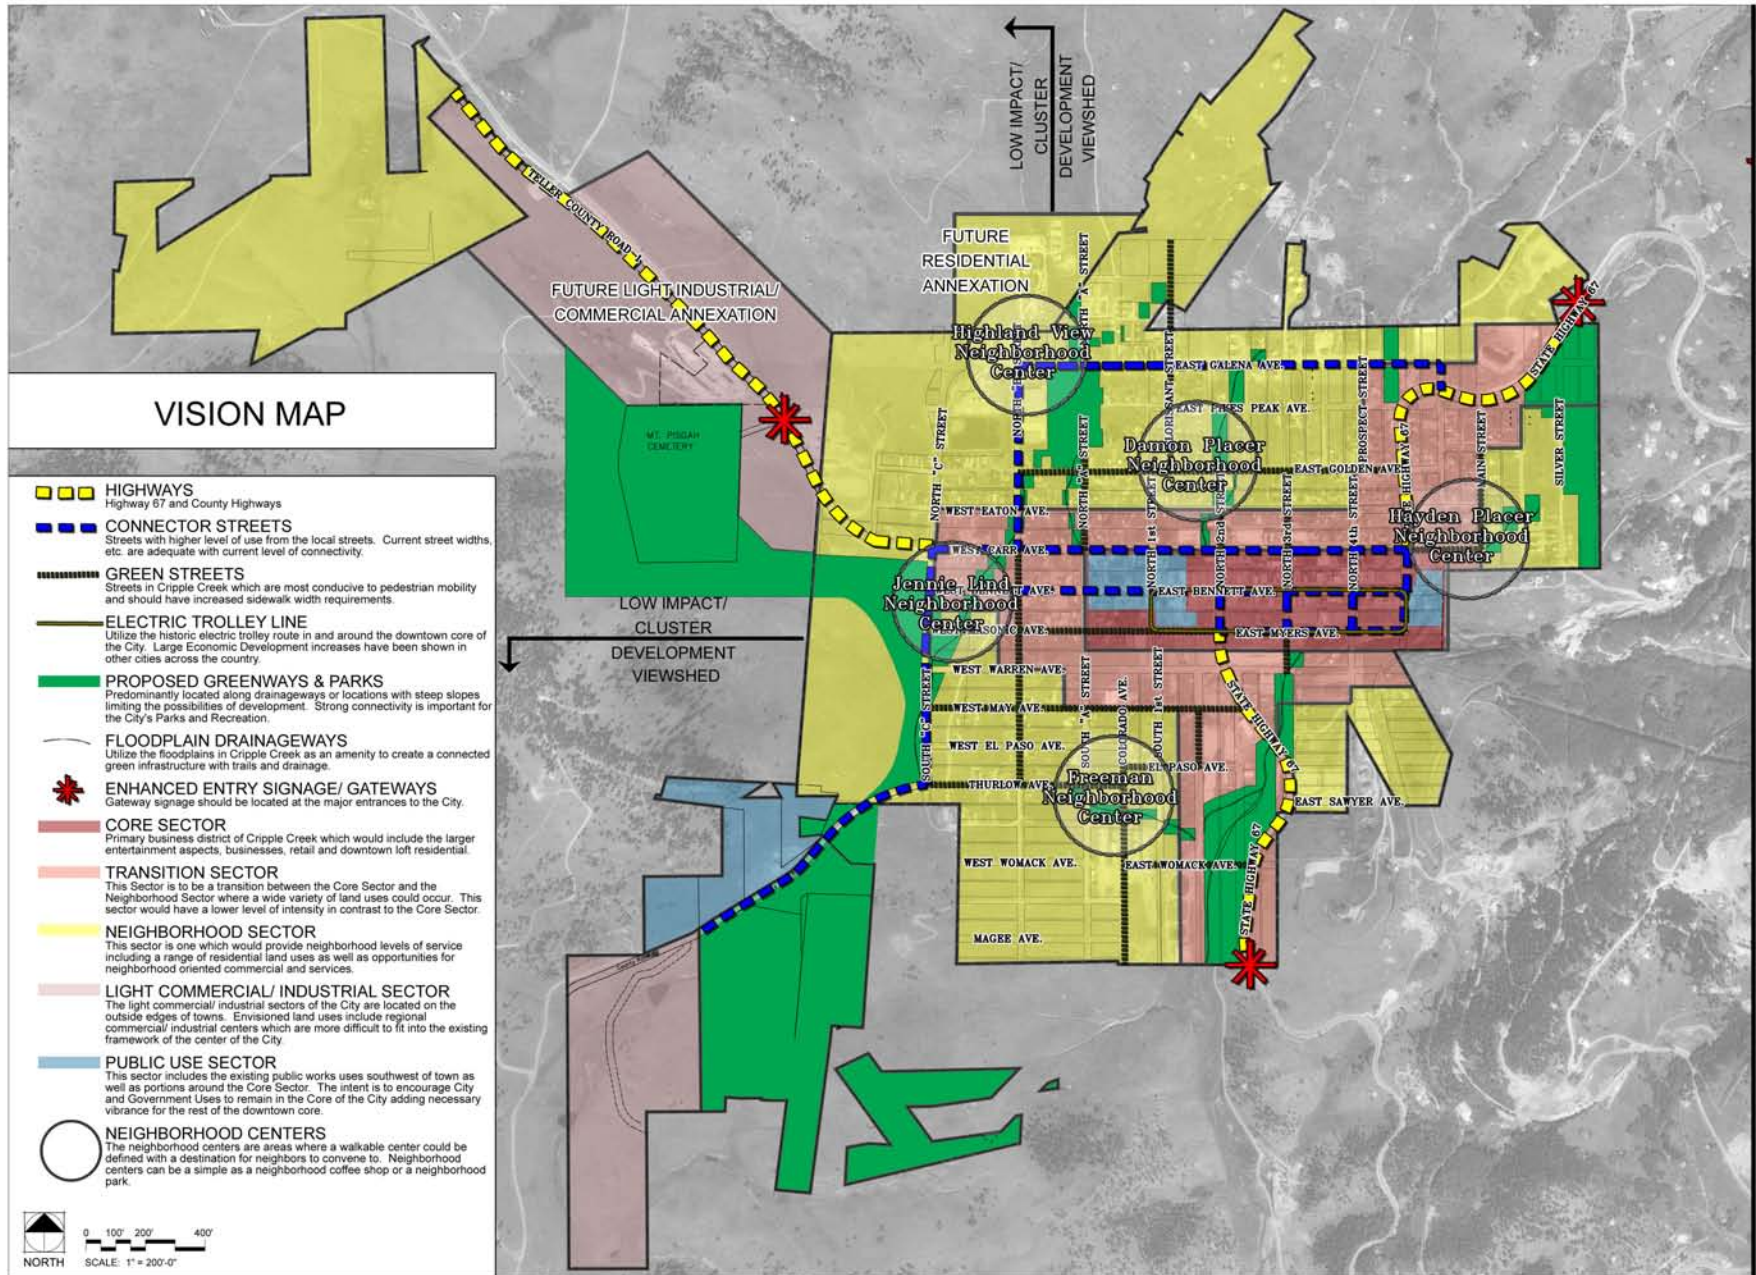 VISION MAP
HIGHWAYS
Highway 67 and County Highways
CONNECTOR STREETS
Streets with higher level of use from the local streets. Current street widths,
etc. are adequate with current level of connectivity.
GREEN STREETS
Streets in Cripple Creek which are most conducive to pedestrian mobility
and should have increased sidewalk width requirements.
ELECTRIC TROLLEY LINE
Utilize the historic electric trolley route in and around the downtown core of
the City. Large Economic Development increases have been shown in
other cities across the country.
PROPOSED GREENWAYS & PARKS
Predominantly located along drainageways or locations with steep slopes
limiting the possibilities of development. Strong connectivity is important for
the City's Parks and Recreation.
FLOODPLAIN DRAINAGEWAYS
Utilize the floodplains in Cripple Creek as an amenity to create a connected
green infrastructure with trails and drainage.
ENHANCED ENTRY SIGNAGE/ GATEWAYS
Gateway signage should be located at the major entrances to the City.
CORE SECTOR
Primary business district of Cripple Creek which would include the larger
entertainment aspects, businesses, retail and downtown loft residential.
TRANSITION SECTOR
This Sector is to be a transition between the Core Sector and the
Neighborhood Sector where a wide variety of land uses could occur. This
sector would have a lower level of intensity in contrast to the Core Sector.
NEIGHBORHOOD SECTOR
This sector is one which would provide neighborhood levels of service
including a range of residential land uses as well as opportunities for
neighborhood oriented commercial and services.
LIGHT COMMERCIAL/ INDUSTRIAL SECTOR
The light commercial/ industrial sectors of the City are located on the
outside edges of towns. Envisioned land uses include regional
commercial/ industrial centers which are more difficult to fit into the existing
framework of the center of the City.
PUBLIC USE SECTOR
This sector includes the existing public works uses southwest of town as
well as portions around the Core Sector. The intent is to encourage City
and Government Uses to remain in the Core of the City adding necessary
vibrance for the rest of the downtown core.
NEIGHBORHOOD CENTERS
The neighborhood centers are areas where a walkable center could be
defined with a destination for neighbors to convene to. Neighborhood
centers can be a simple as a neighborhood coffee shop or a neighborhood
park.
NORTH
0 100' 200' 400'
SCALE: 1" = 200'-0"
LOW IMPACT/
CLUSTER
DEVELOPMENT
VIEWSHED
TELLER COUNTY ROAD 1
FUTURE LIGHT INDUSTRIAL/
COMMERCIAL ANNEXATION
FUTURE
RESIDENTIAL
ANNEXATION
MT. PISGAH
CEMETERY
LOW IMPACT/
CLUSTER
DEVELOPMENT
VIEWSHED
Highland View
Neighborhood
Center
Damon Placer
Neighborhood
Center
Hayden Placer
Neighborhood
Center
Jennie Lind
Neighborhood
Center
Freeman
Neighborhood
Center
NORTH "A" STREET
NORTH "A" STREET
NORTH "C" STREET
PROSPECT STREET
SILVER STREET
STATE HIGHWAY 67
EAST GALENA AVE.
EAST PIKES PEAK AVE.
EAST GOLDEN AVE.
WEST EATON AVE.
WEST CARR AVE.
EAST BENNETT AVE.
EAST MYERS AVE.
NORTH 1st STREET
NORTH 3rd STREET
NORTH 4th STREET
WEST WARREN AVE.
WEST MAY AVE.
WEST EL PASO AVE.
EL PASO AVE.
THURLOW AVE.
SOUTH "C" STREET
SOUTH "A" STREET
COLORADO AVE.
SOUTH 1st STREET
STATE HIGHWAY 67
EAST SAWYER AVE.
WEST WOMACK AVE.
EAST WOMACK AVE.
STATE HIGHWAY 67
MAGEE AVE.